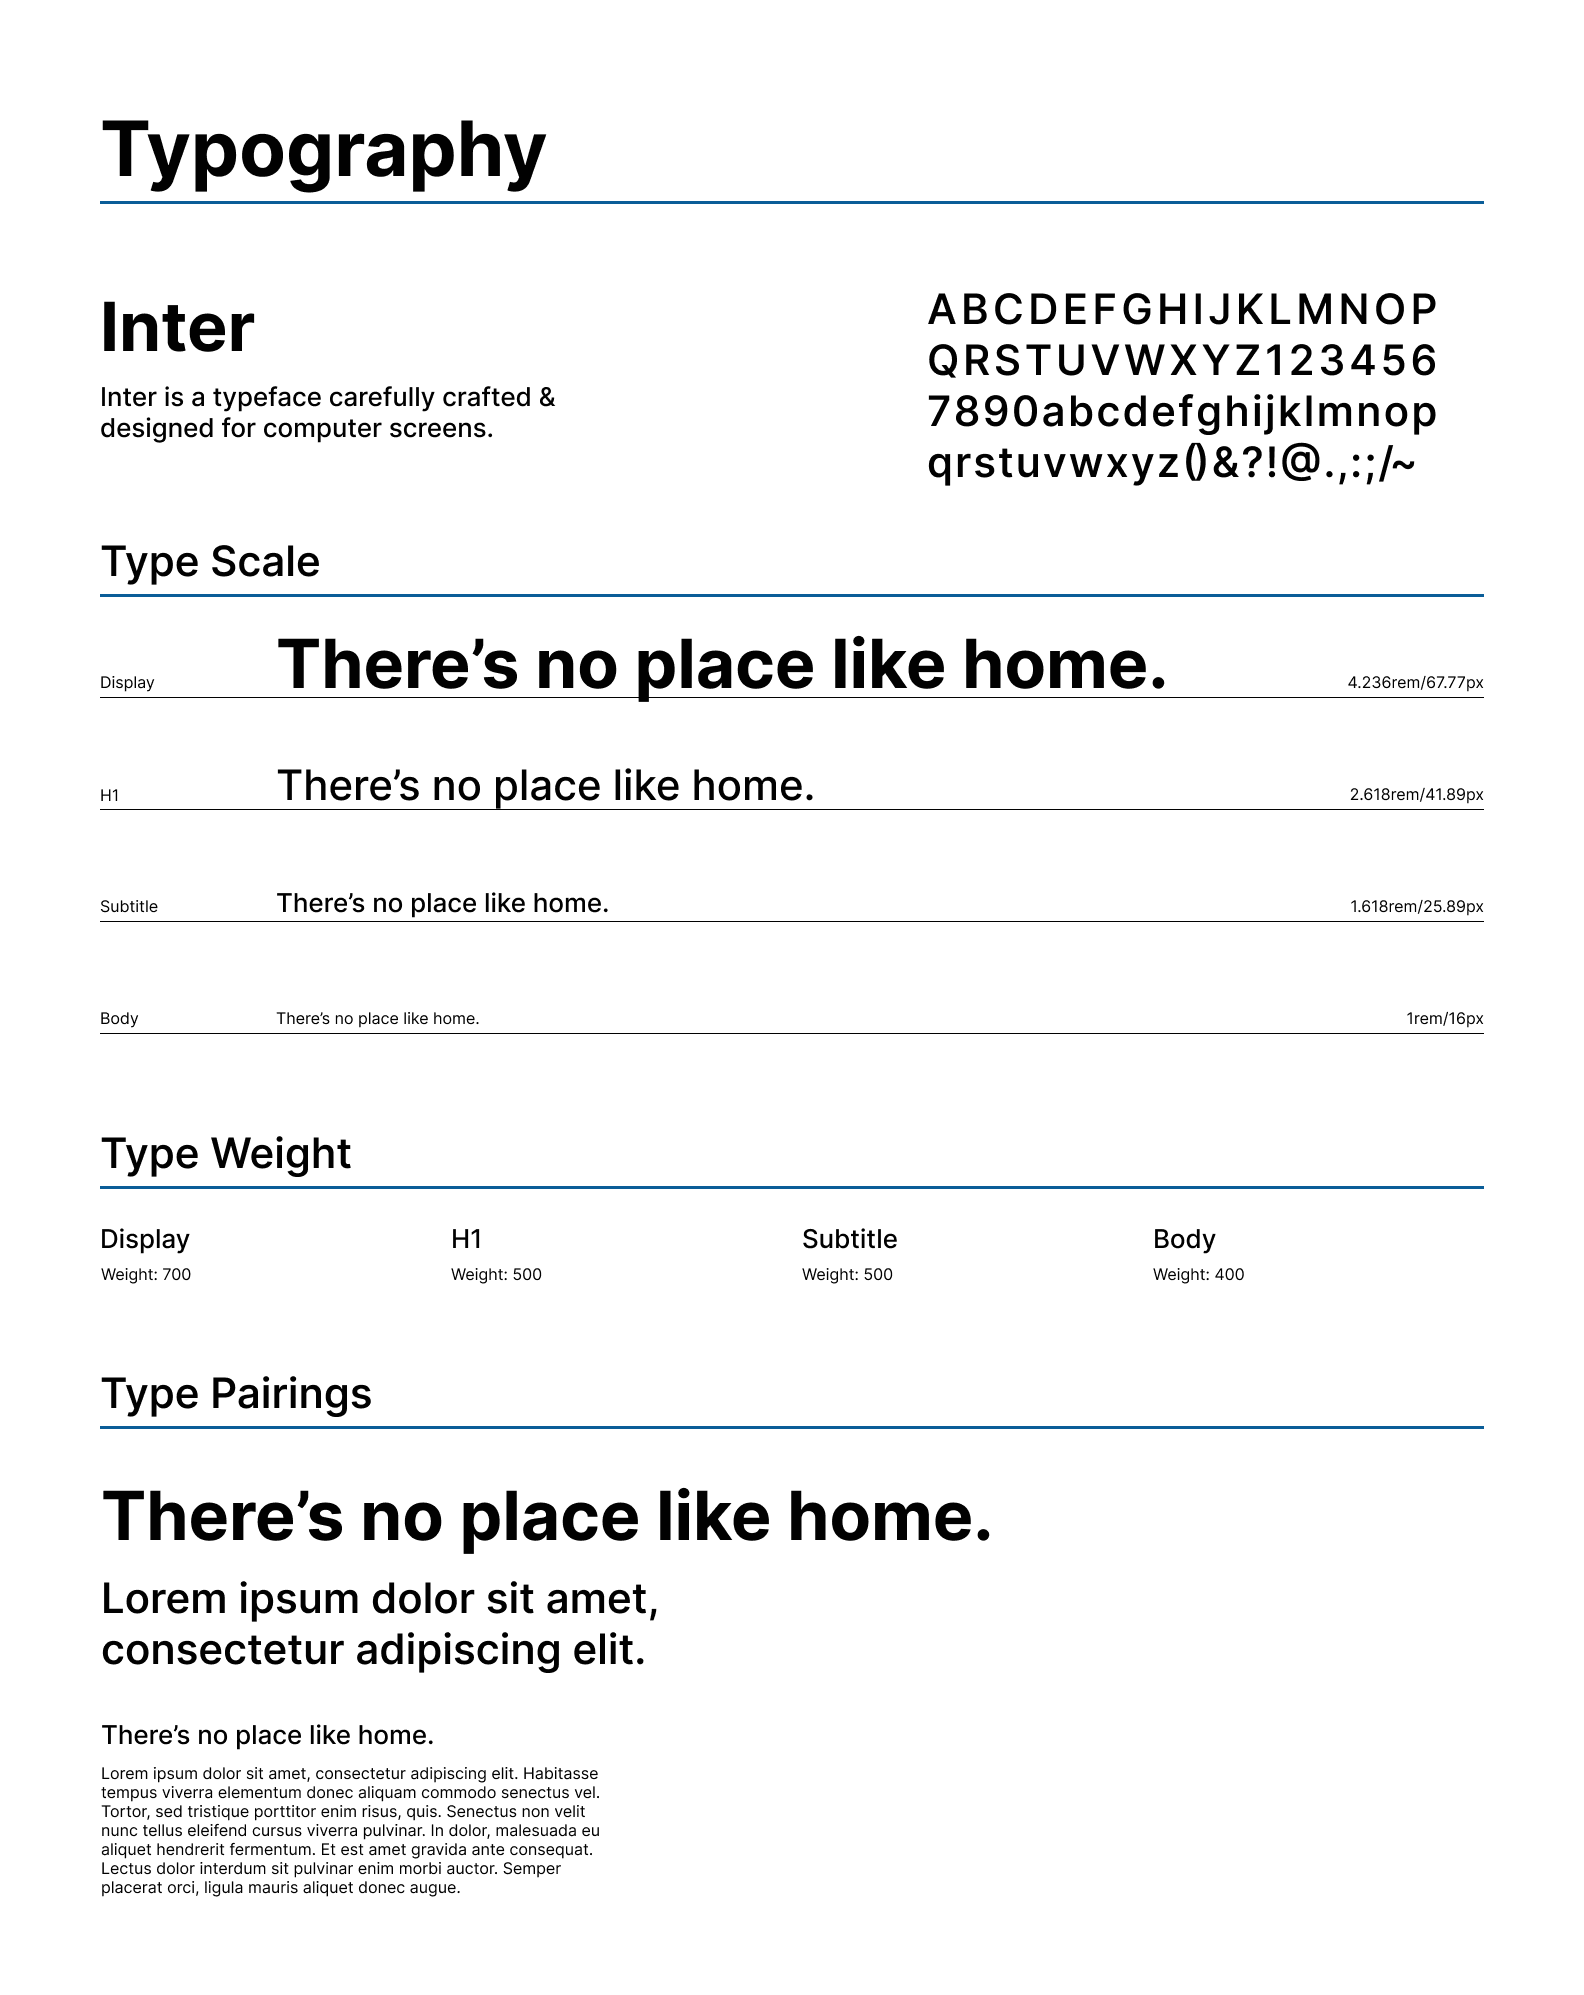 Typography
Inter
Inter is a typeface carefully crafted &
designed for computer screens.
ABCDEFGHIJKLMNOP
QRSTUVWXYZ123456
7890abcdefghijklmnop
qrstuvwxyz()&?!@.,:;/~
Type Scale
Display There’s no place like home. 4.236rem/67.77px
H1 There’s no place like home. 2.618rem/41.89px
Subtitle There’s no place like home. 1.618rem/25.89px
Body There’s no place like home. 1rem/16px
Type Weight
Display H1 Subtitle Body
Weight: 700 Weight: 500 Weight: 500 Weight: 400
Type Pairings
There’s no place like home.
Lorem ipsum dolor sit amet,
consectetur adipiscing elit.
There’s no place like home.
Lorem ipsum dolor sit amet, consectetur adipiscing elit. Habitasse
tempus viverra elementum donec aliquam commodo senectus vel.
Tortor, sed tristique porttitor enim risus, quis. Senectus non velit
nunc tellus eleifend cursus viverra pulvinar. In dolor, malesuada eu
aliquet hendrerit fermentum. Et est amet gravida ante consequat.
Lectus dolor interdum sit pulvinar enim morbi auctor. Semper
placerat orci, ligula mauris aliquet donec augue.